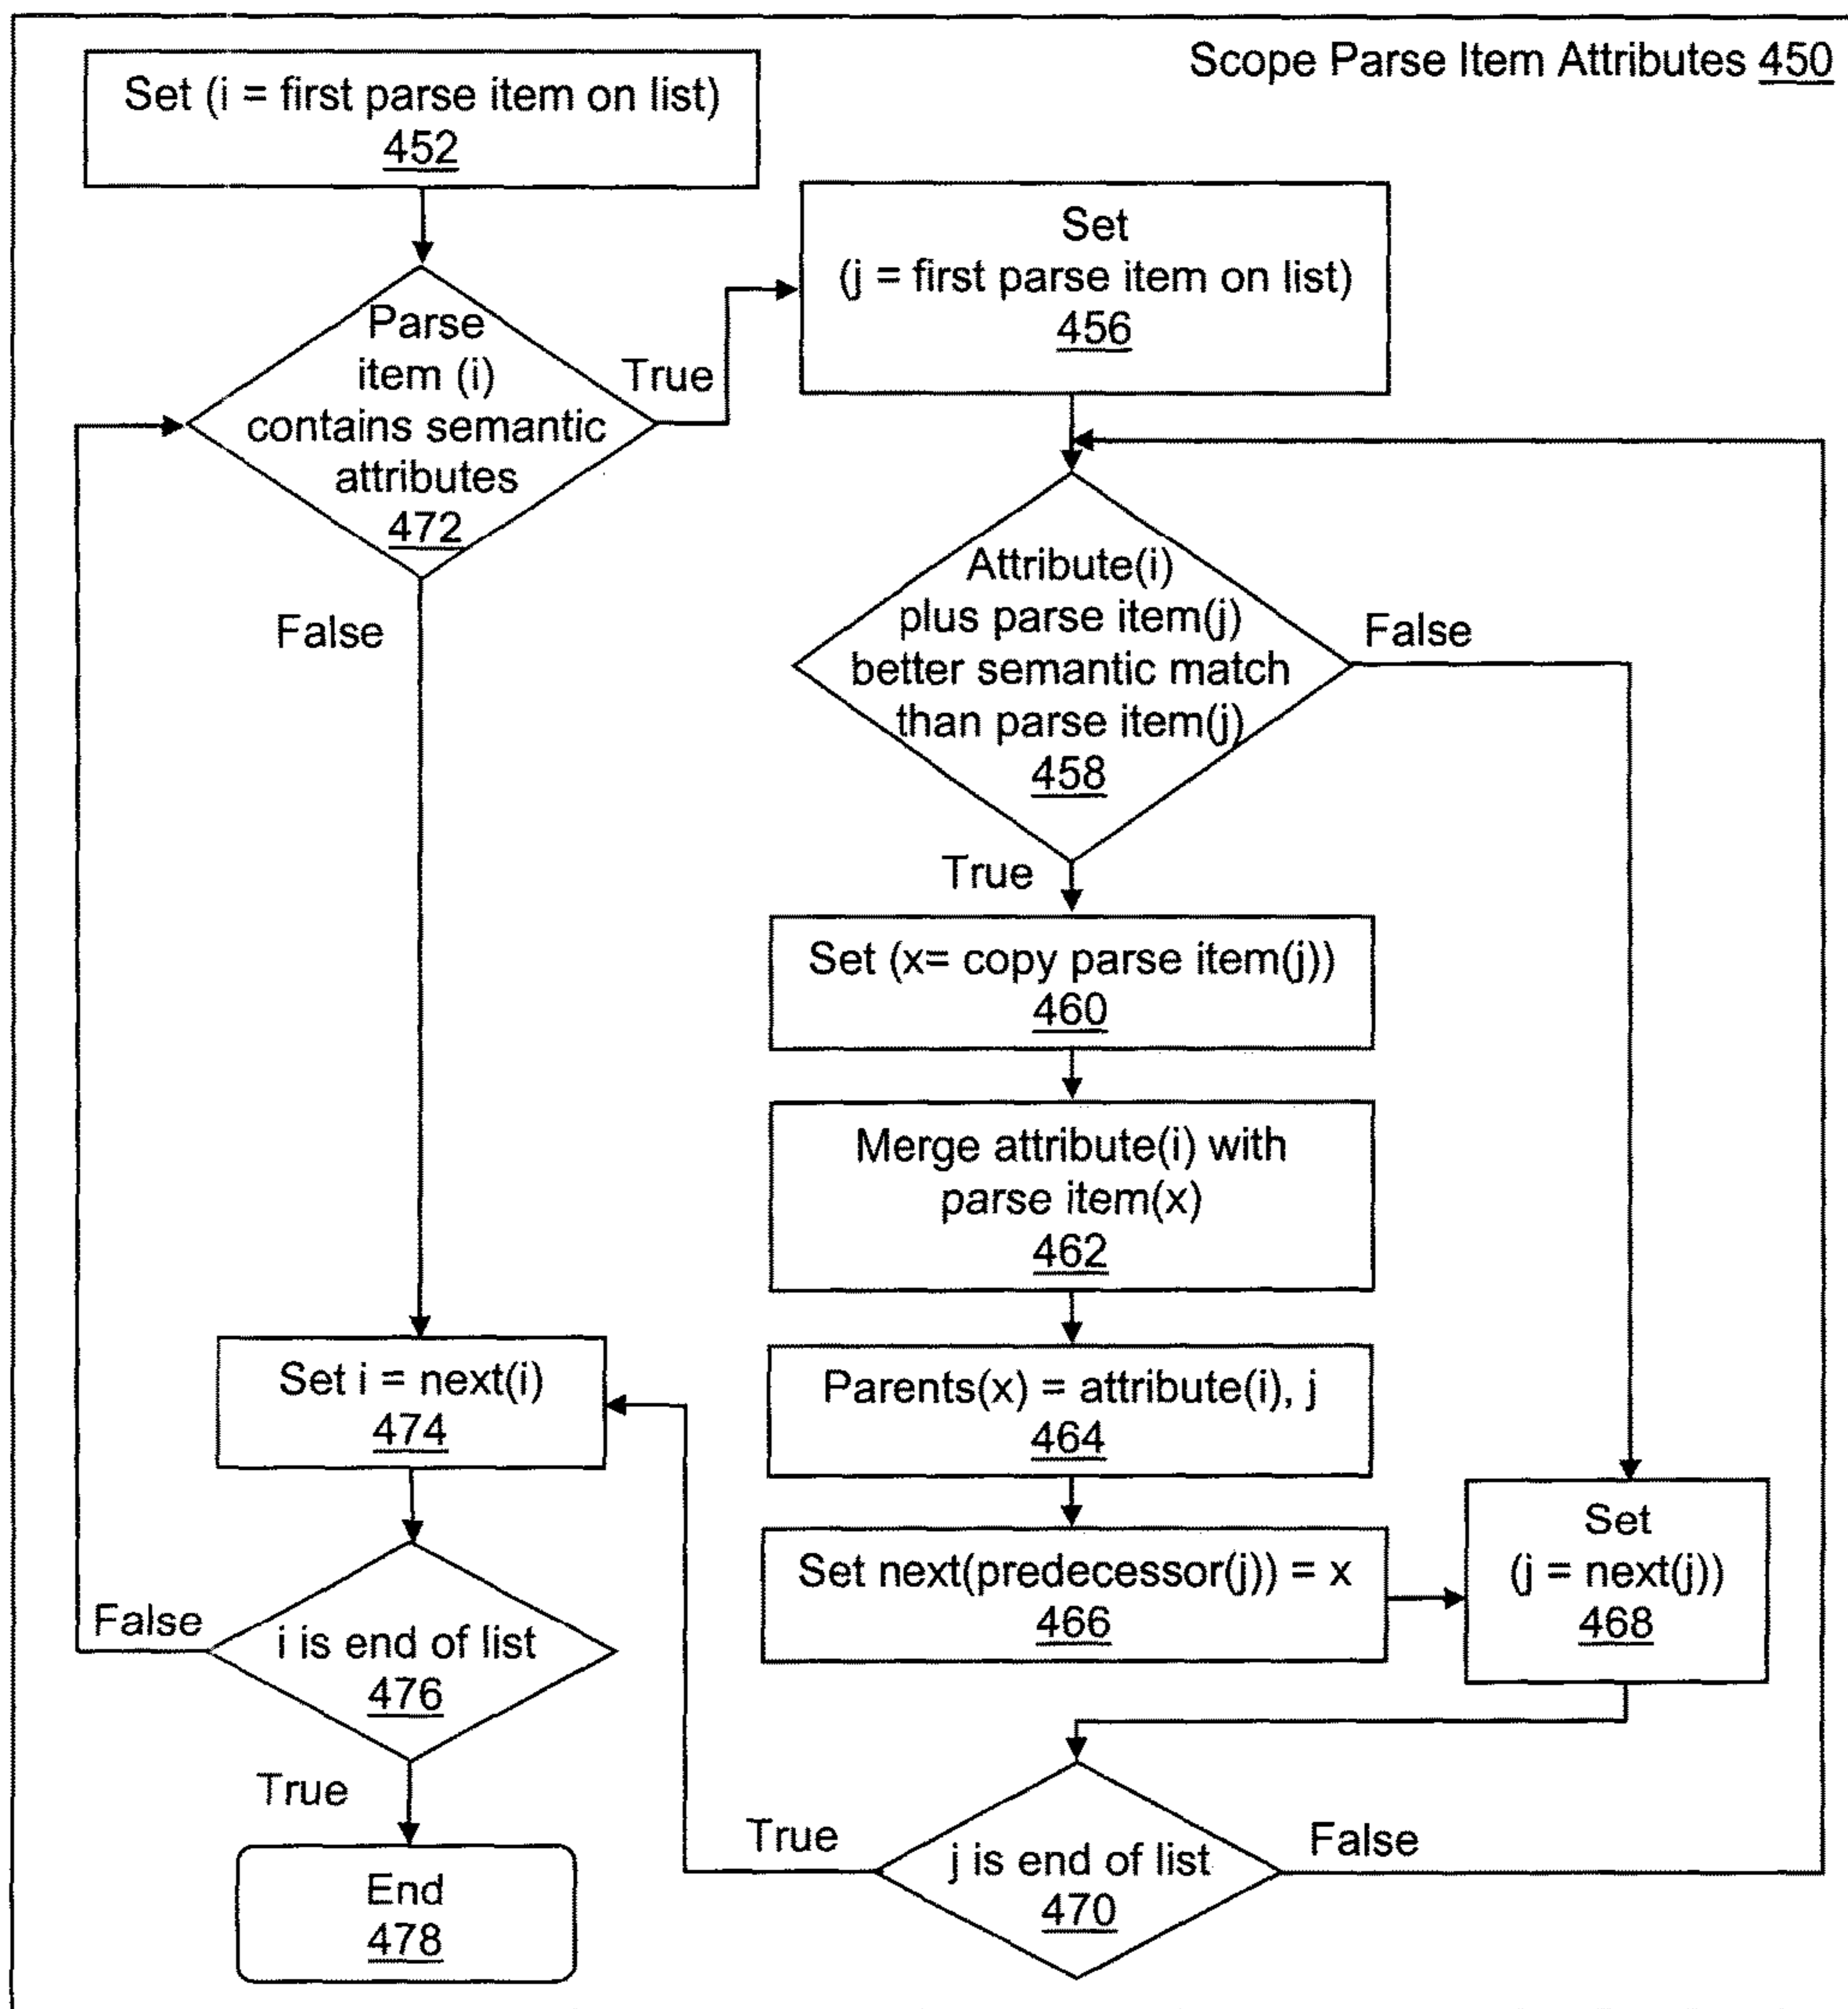 Scope Parse Item Attributes 450
Set (i = first parse item on list)
452
Parse
item (i)
contains semantic
attributes
472
True
False
Set
(j = first parse item on list)
456
Attribute(i)
plus parse item(j)
better semantic match
than parse item(j)
458
False
True
Set (x= copy parse item(j))
460
Merge attribute(i) with
parse item(x)
462
Parents(x) = attribute(i), j
464
Set next(predecessor(j)) = x
466
Set
(j = next(j))
468
j is end of list
470
True
False
Set i = next(i)
474
i is end of list
476
False
True
End
478